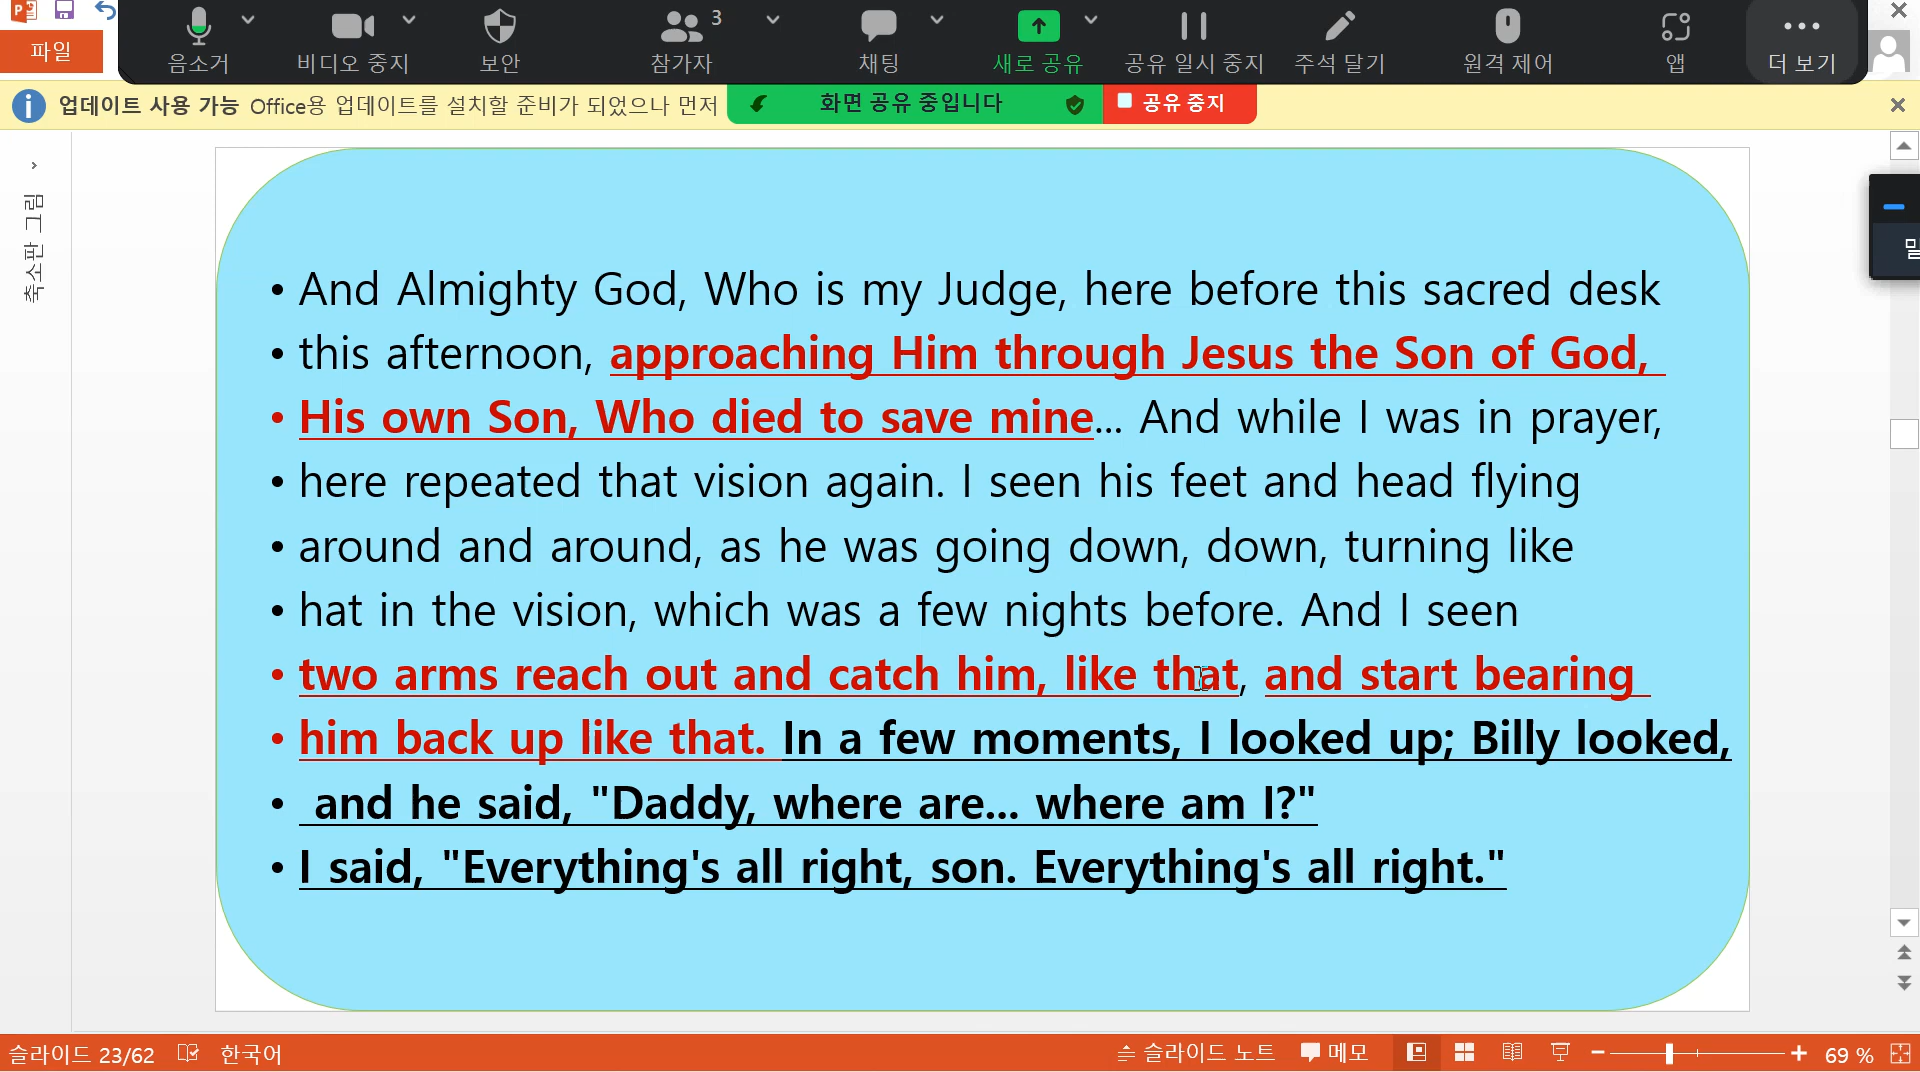 파일
음소거
비디오 중지
보안
3
참가자
채팅
새로 공유
공유 일시 중지
주석 달기
원격 제어
앱
더 보기
업데이트 사용 가능 Office용 업데이트를 설치할 준비가 되었으나 먼저
화면 공유 중입니다
공유 중지
축소판 그림
• And Almighty God, Who is my Judge, here before this sacred desk
• this afternoon, approaching Him through Jesus the Son of God,
• His own Son, Who died to save mine... And while I was in prayer,
• here repeated that vision again. I seen his feet and head flying
• around and around, as he was going down, down, turning like
• hat in the vision, which was a few nights before. And I seen
• two arms reach out and catch him, like that, and start bearing
• him back up like that. In a few moments, I looked up; Billy looked,
• and he said, "Daddy, where are... where am I?"
• I said, "Everything's all right, son. Everything's all right."
슬라이드 23/62
한국어
슬라이드 노트
메모
69 %